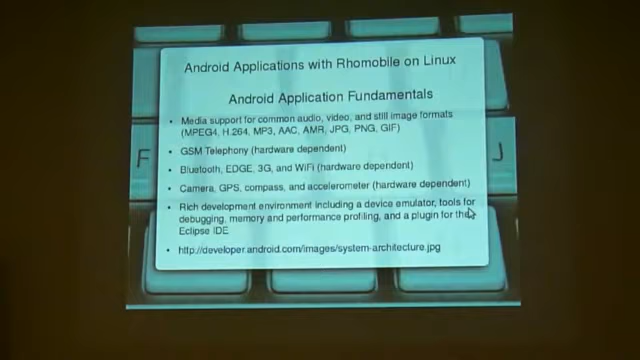 Android Applications with Rhomobile on Linux
Android Application Fundamentals
• Media support for common audio, video, and still image formats
(MPEG4, H.264, MP3, AAC, AMR, JPG, PNG, GIF)
• GSM Telephony (hardware dependent)
• Bluetooth, EDGE, 3G, and WiFi (hardware dependent)
F
J
• Camera, GPS, compass, and accelerometer (hardware dependent)
• Rich development environment including a device emulator, tools for
debugging, memory and performance profiling, and a plugin for the
Eclipse IDE
• http://developer.android.com/images/system-architecture.jpg